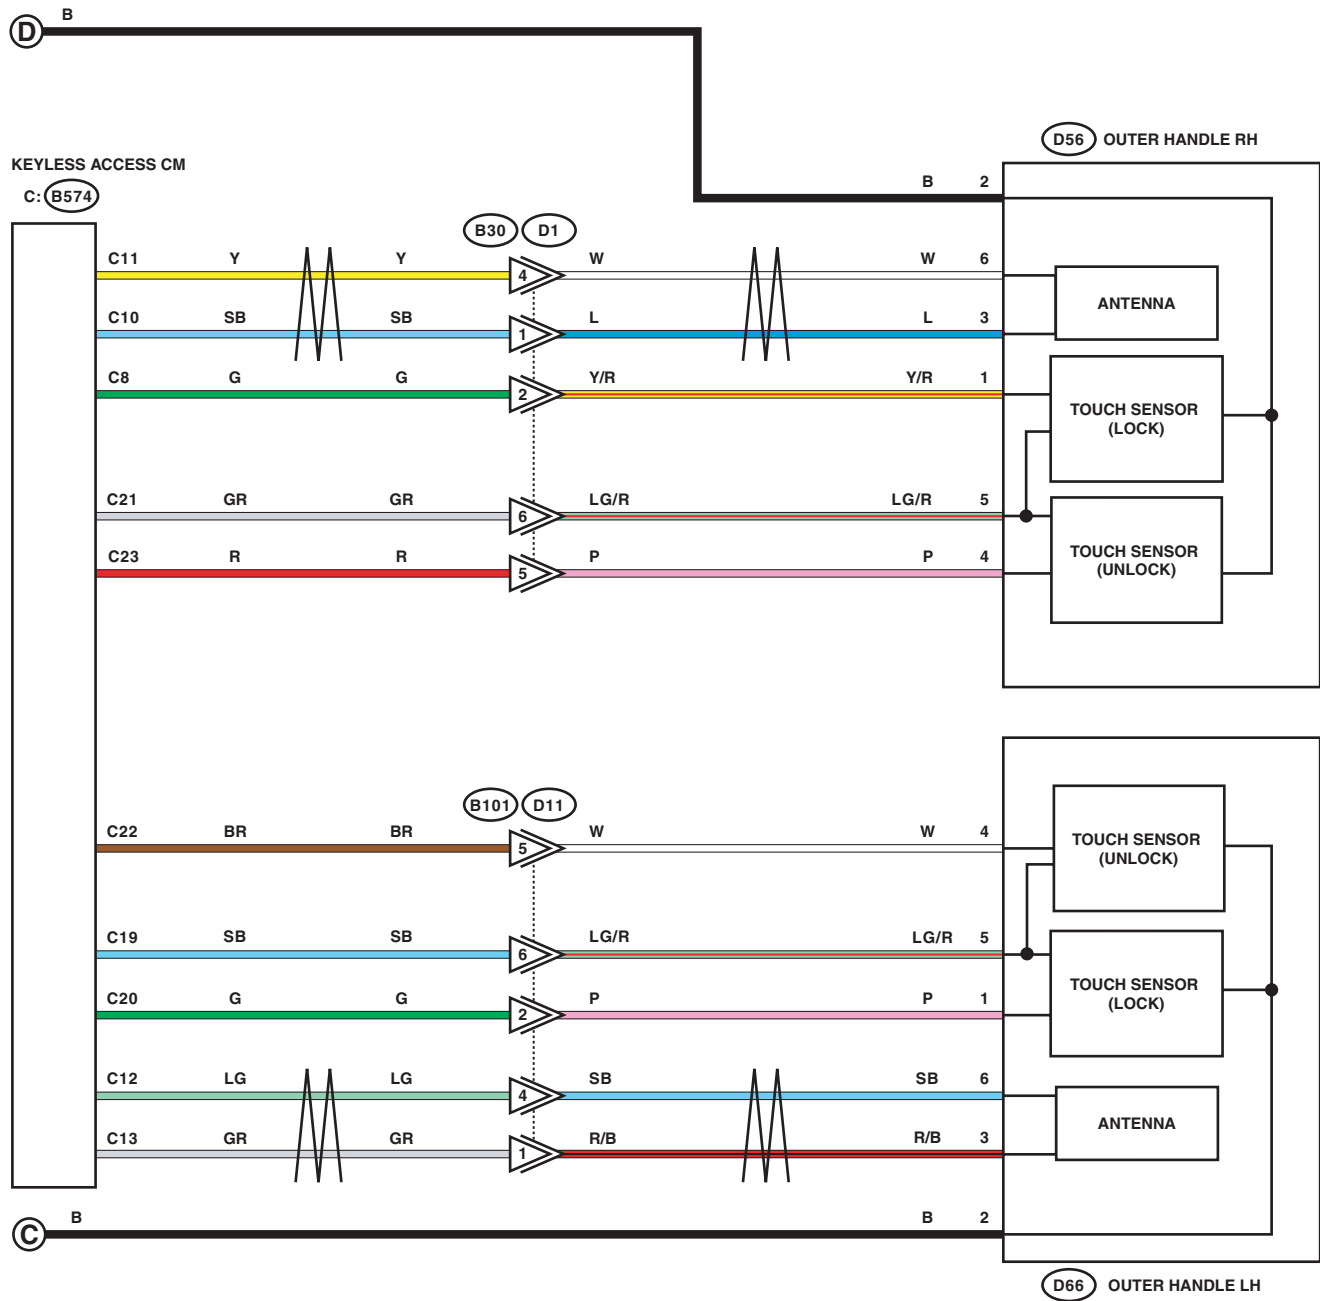 D B
D56 OUTER HANDLE RH
KEYLESS ACCESS CM
C: B574
B 2
B30 D1
C11 Y Y 4 W W 6
ANTENNA
C10 SB SB 1 L L 3
C8 G G 2 Y/R Y/R 1
TOUCH SENSOR
(LOCK)
C21 GR GR 6 LG/R LG/R 5
C23 R R 5 P P 4
TOUCH SENSOR
(UNLOCK)
B101 D11
C22 BR BR 5 W W 4
TOUCH SENSOR
(UNLOCK)
C19 SB SB 6 LG/R LG/R 5
C20 G G 2 P P 1
TOUCH SENSOR
(LOCK)
C12 LG LG 4 SB SB 6
ANTENNA
C13 GR GR 1 R/B R/B 3
C B B 2
D66 OUTER HANDLE LH